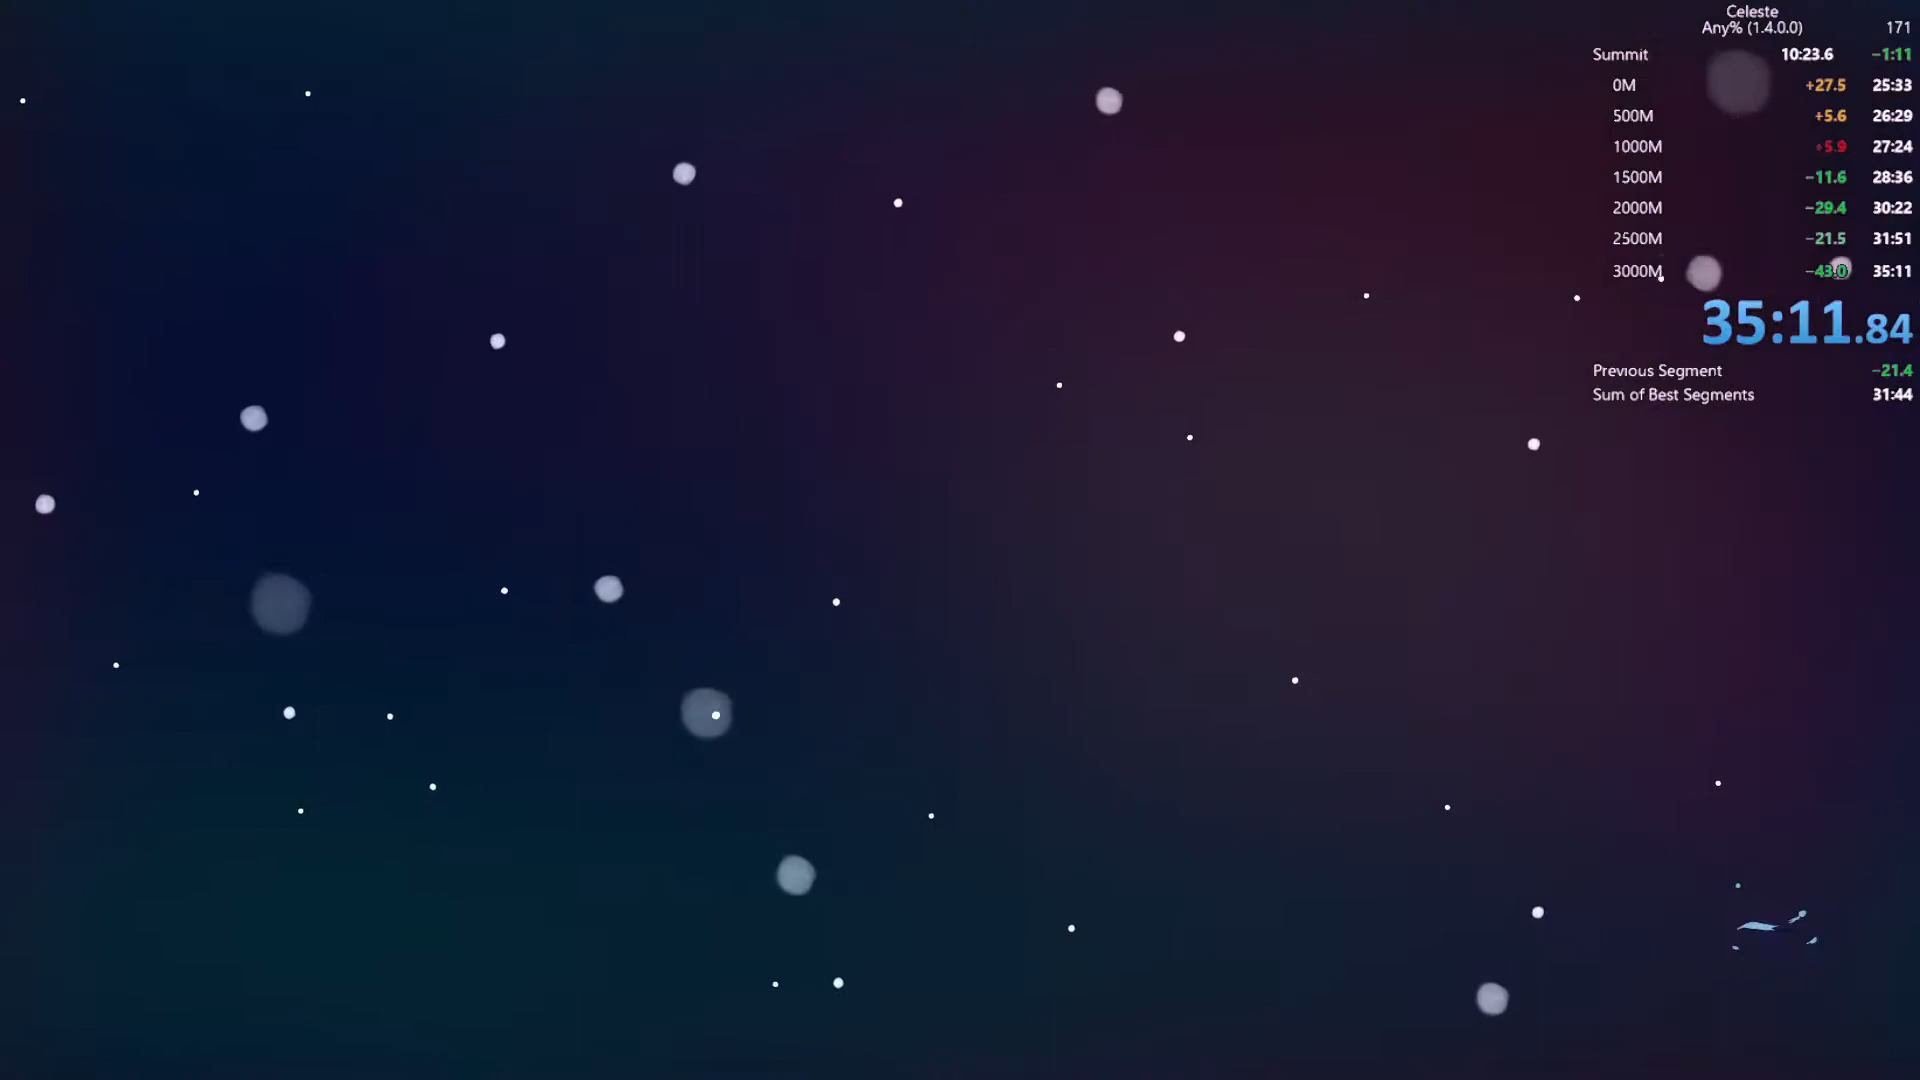 Celeste
Any% (1.4.0.0) 171
Summit 10:23.6 −1:11
0M +27.5 25:33
500M +5.6 26:29
1000M +5.9 27:24
1500M −11.6 28:36
2000M −29.4 30:22
2500M −21.5 31:51
3000M −43.0 35:11
35:11.84
Previous Segment −21.4
Sum of Best Segments 31:44